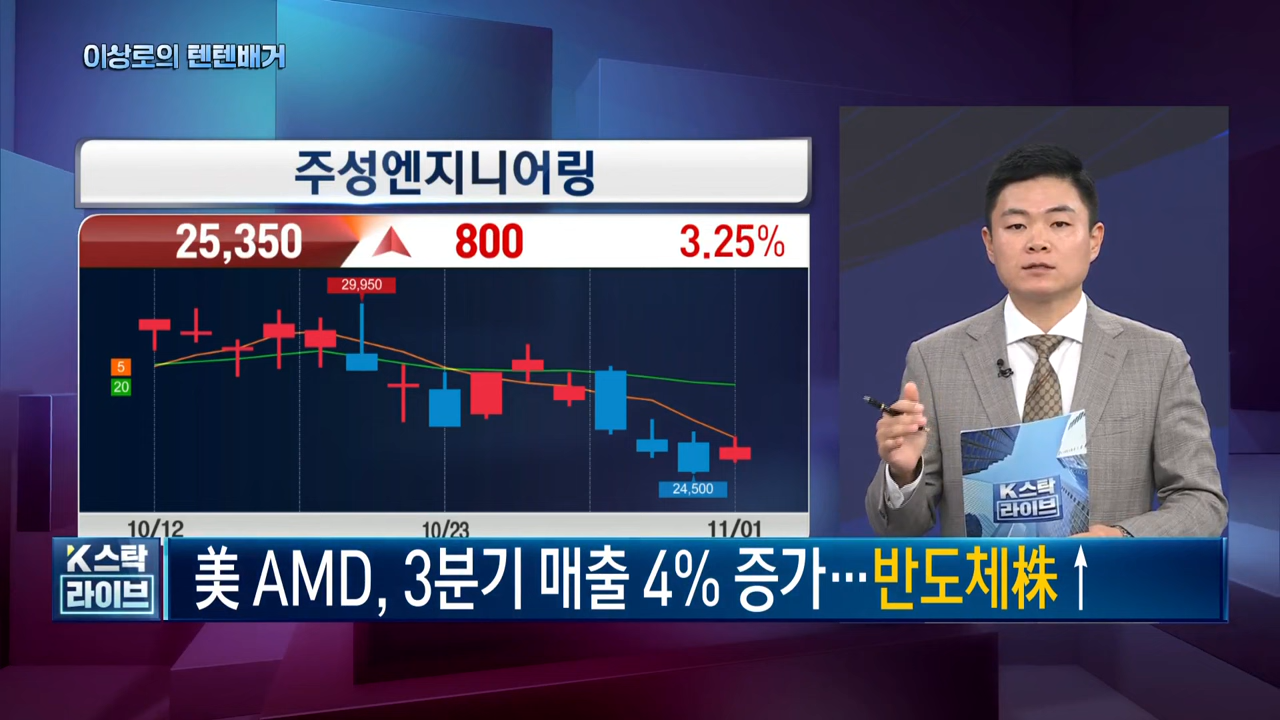 이상로의 텐텐배거
주성엔지니어링
25,350 800 3.25%
29,950
5
20
24,500
10/12 10/23 11/01
K스탁
라이브
K스탁
라이브
美 AMD, 3분기 매출 4% 증가…반도체株↑